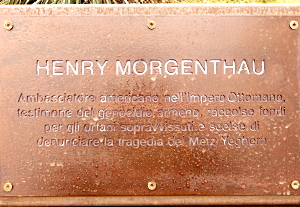 HENRY MORGENTHAU
Ambasciatore americano nell'Impero Ottomano,
testimone del genocidio armeno, raccolse fondi
per gli orfani sopravvissuti e scelse di
denunciare la tragedia del Metz Yeghern